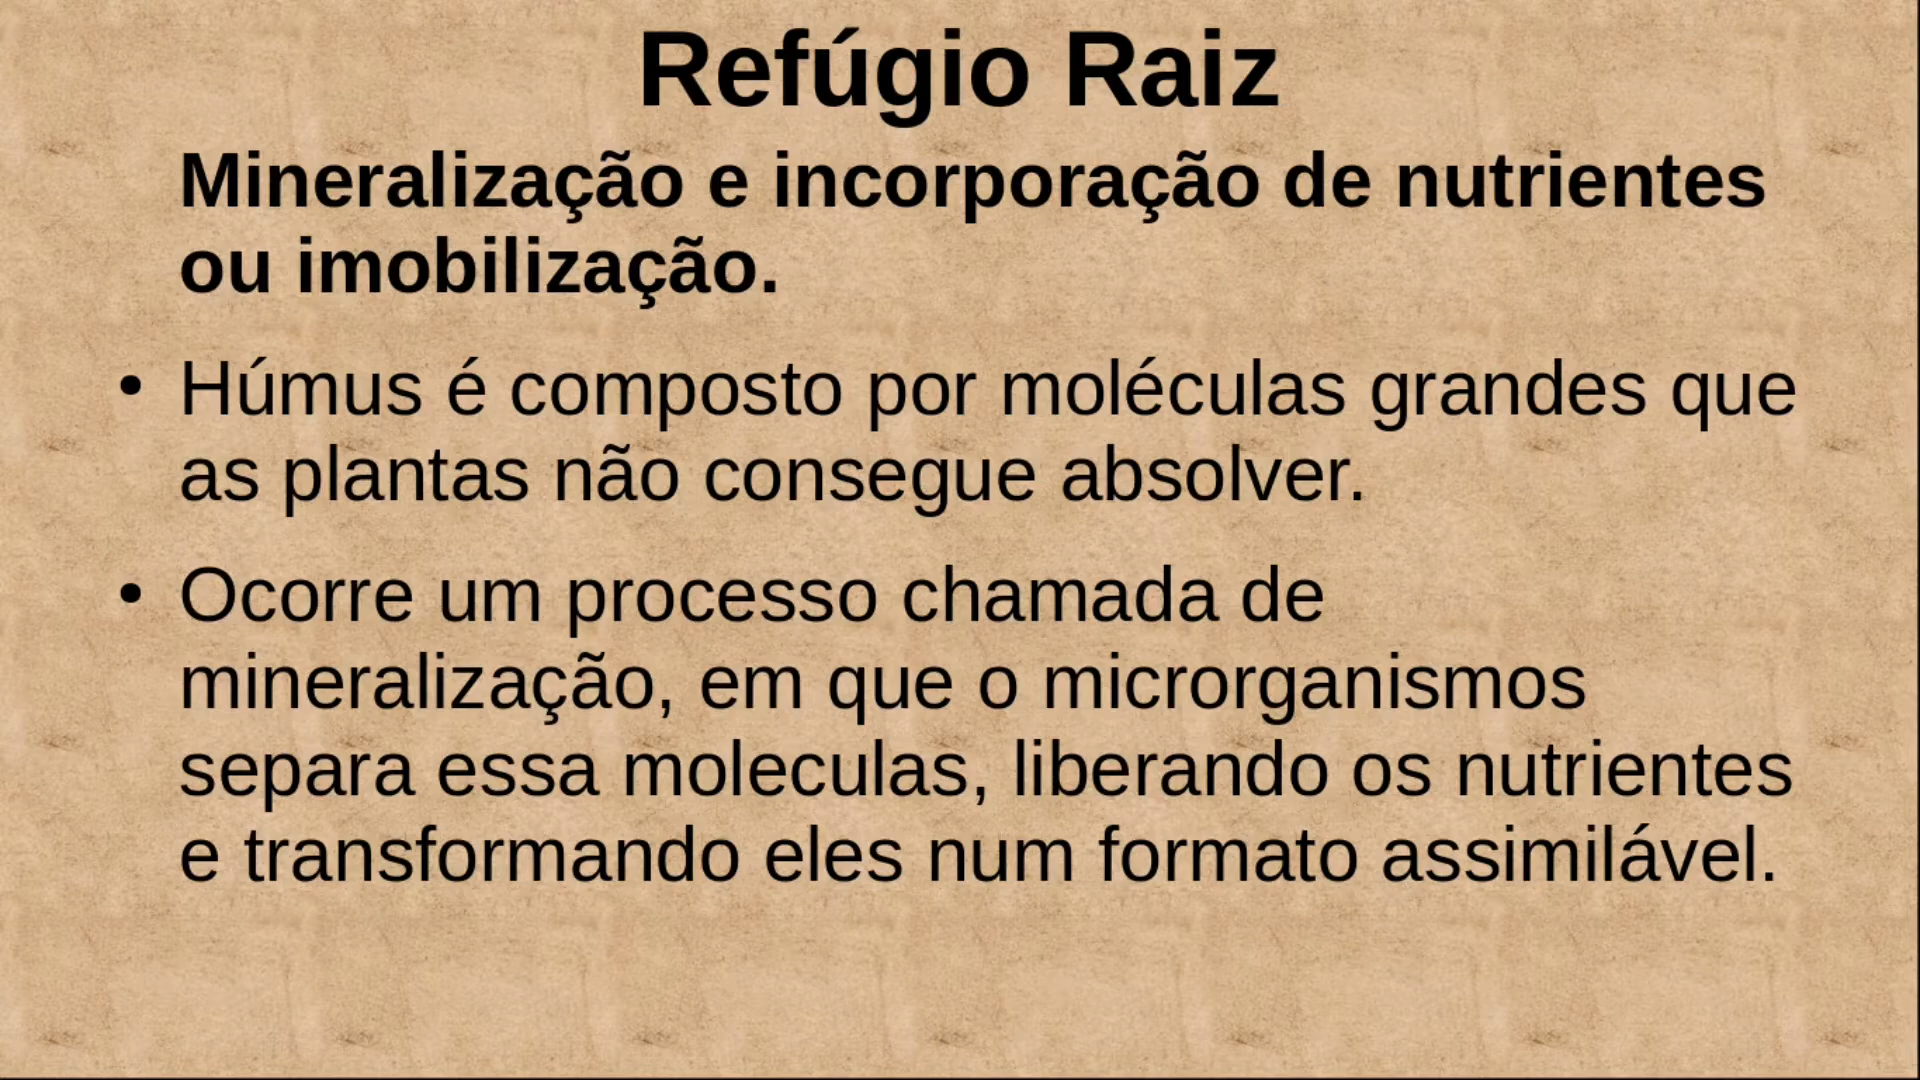 Refúgio Raiz
Mineralização e incorporação de nutrientes
ou imobilização.
• Húmus é composto por moléculas grandes que
as plantas não consegue absolver.
• Ocorre um processo chamada de
mineralização, em que o microrganismos
separa essa moleculas, liberando os nutrientes
e transformando eles num formato assimilável.